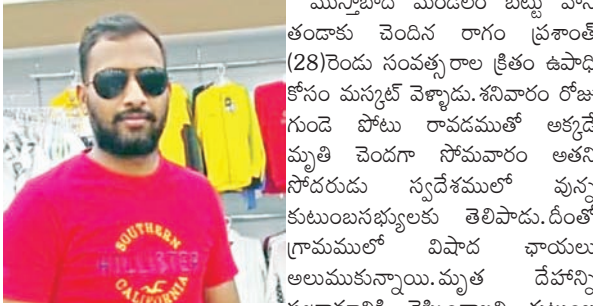 ముస్తాబాద్ మండలం బట్టు వాని
తండాకు చెందిన రాగం ప్రశాంత్
(28)రెండు సంవత్సరాల క్రితం ఉపాధి
కోసం మస్కట్ వెళ్ళాడు.శనివారం రోజు
గుండె పోటు రావడముతో అక్కడే
మృతి చెందగా సోమవారం అతని
సోదరుడు స్వదేశములో వున్న
కుటుంబసభ్యులకు తెలిపాడు.దీంతో
గ్రామములో విషాద ఛాయలు
అలుముకున్నాయి.మృత దేహాన్ని
SOUTHERN
HOLLISTER
CALIFORNIA